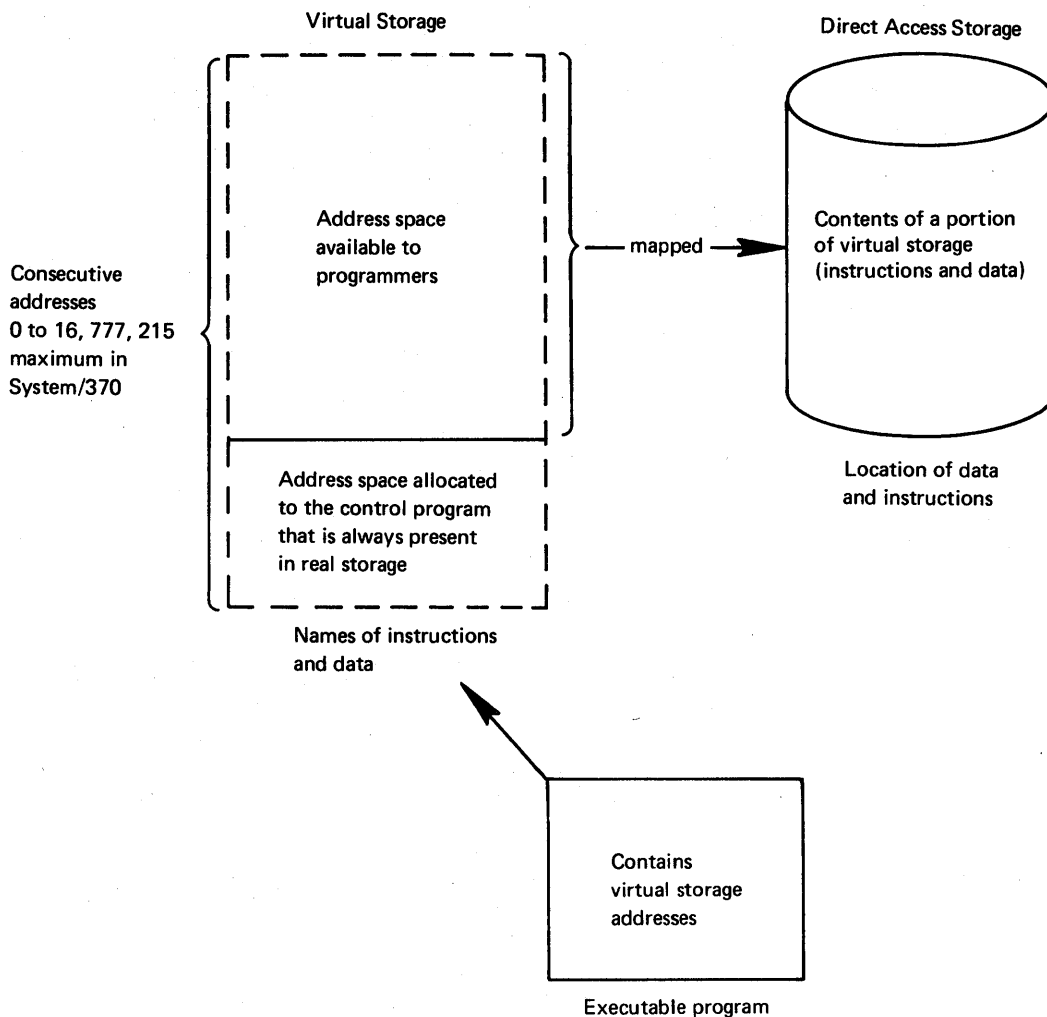 Virtual Storage
Direct Access Storage
Consecutive
addresses
0 to 16, 777, 215
maximum in
System/370
Address space
available to
programmers
mapped
Contents of a portion
of virtual storage
(instructions and data)
Address space allocated
to the control program
that is always present
in real storage
Location of data
and instructions
Names of instructions
and data
Contains
virtual storage
addresses
Executable program